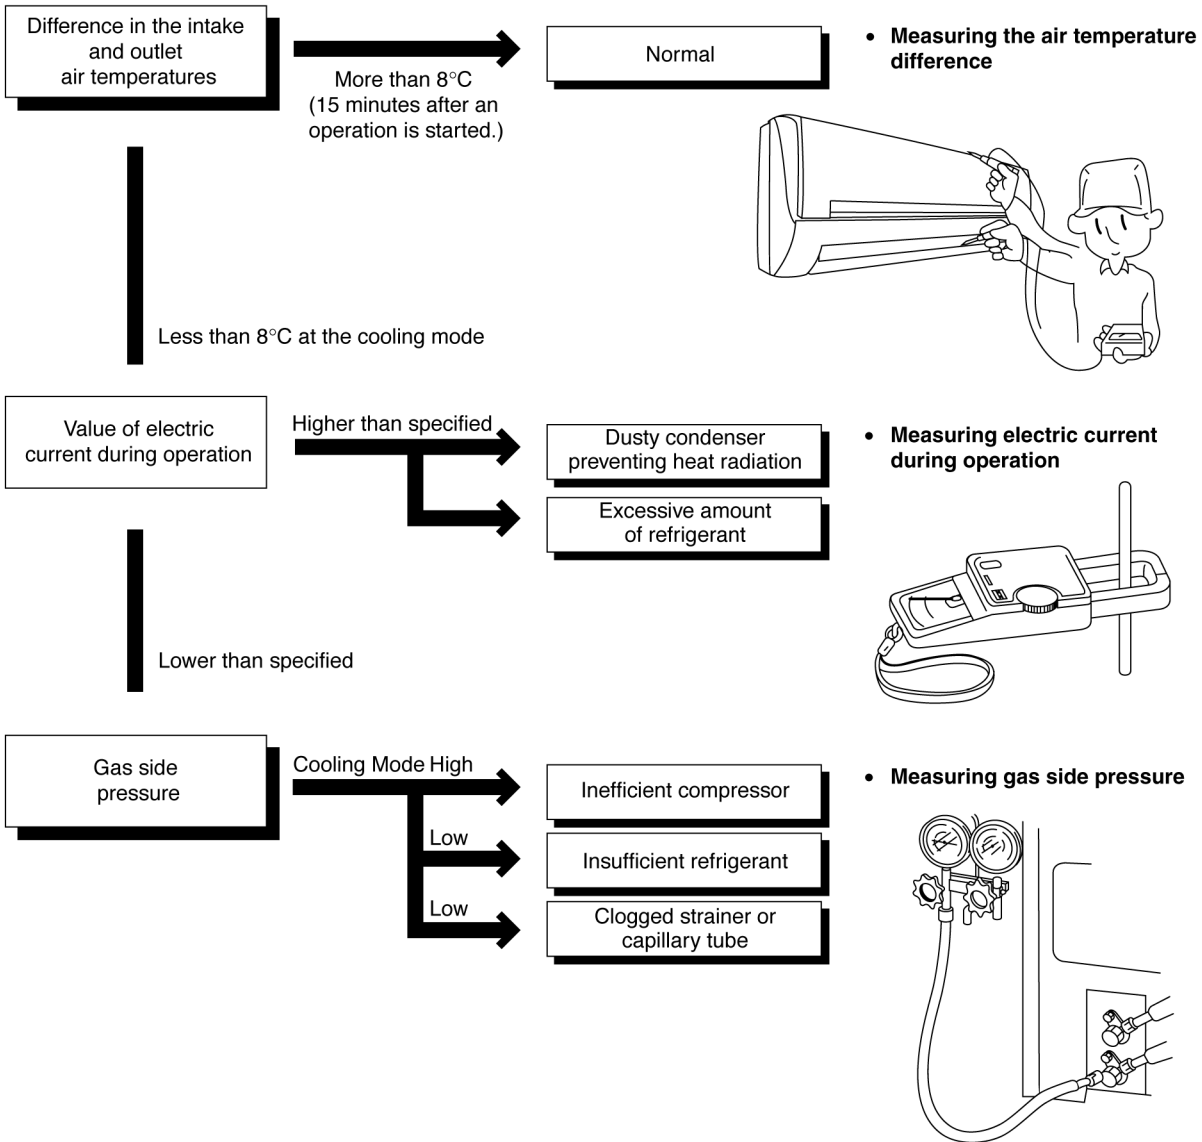 Difference in the intake
and outlet
air temperatures
More than 8°C
(15 minutes after an
operation is started.)
Normal
• Measuring the air temperature
difference
Less than 8°C at the cooling mode
Value of electric
current during operation
Higher than specified
Dusty condenser
preventing heat radiation
Excessive amount
of refrigerant
• Measuring electric current
during operation
Lower than specified
Gas side
pressure
Cooling Mode High
Inefficient compressor
Low
Insufficient refrigerant
Low
Clogged strainer or
capillary tube
• Measuring gas side pressure